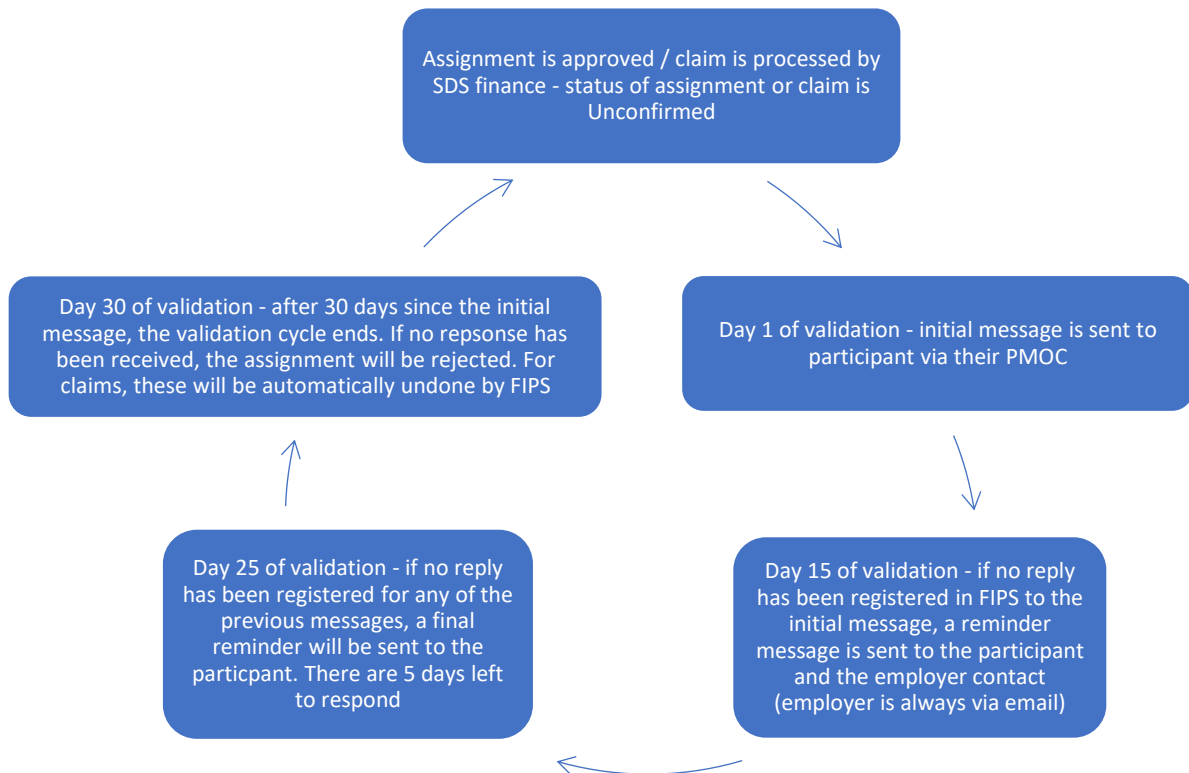 Assignment is approved / claim is processed by
SDS finance - status of assignment or claim is
Unconfirmed
Day 1 of validation - initial message is sent to
participant via their PMOC
Day 15 of validation - if no reply
has been registered in FIPS to the
initial message, a reminder
message is sent to the participant
and the employer contact
(employer is always via email)
Day 25 of validation - if no reply
has been registered for any of the
previous messages, a final
reminder will be sent to the
particpant. There are 5 days left
to respond
Day 30 of validation - after 30 days since the initial
message, the validation cycle ends. If no repsonse has
been received, the assignment will be rejected. For
claims, these will be automatically undone by FIPS